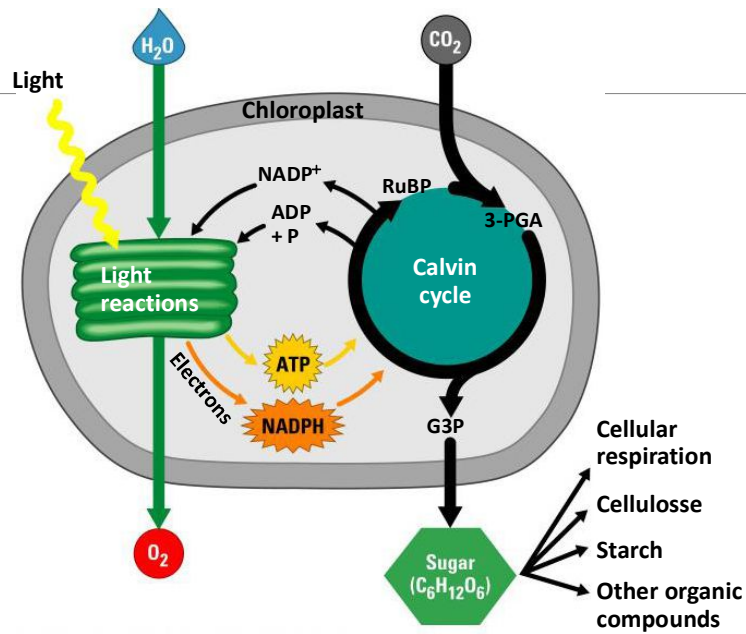 H₂O
CO₂
Light
Chloroplast
NADP⁺
RuBP
ADP
+ P
3-PGA
Light
reactions
Calvin
cycle
ATP
Electrons
NADPH
G3P
Cellular
respiration
Cellulosse
Starch
Other organic
compounds
O₂
Sugar
(C₆H₁₂O₆)